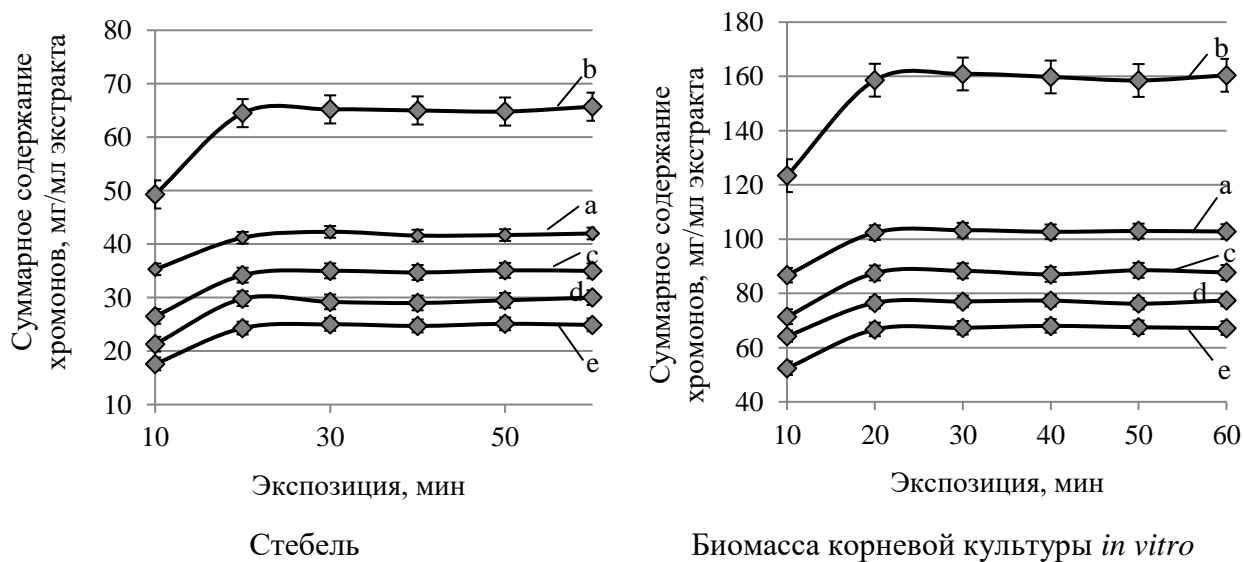 Суммарное содержание
хромонов, мг/мл экстракта
80
70
60
50
40
30
20
10
b
a
c
d
e
10
30
50
Экспозиция, мин
Стебель
Суммарное содержание
хромонов, мг/мл экстракта
180
160
140
120
100
80
60
40
b
a
c
d
e
10
20
30
40
50
60
Экспозиция, мин
Биомасса корневой культуры in vitro